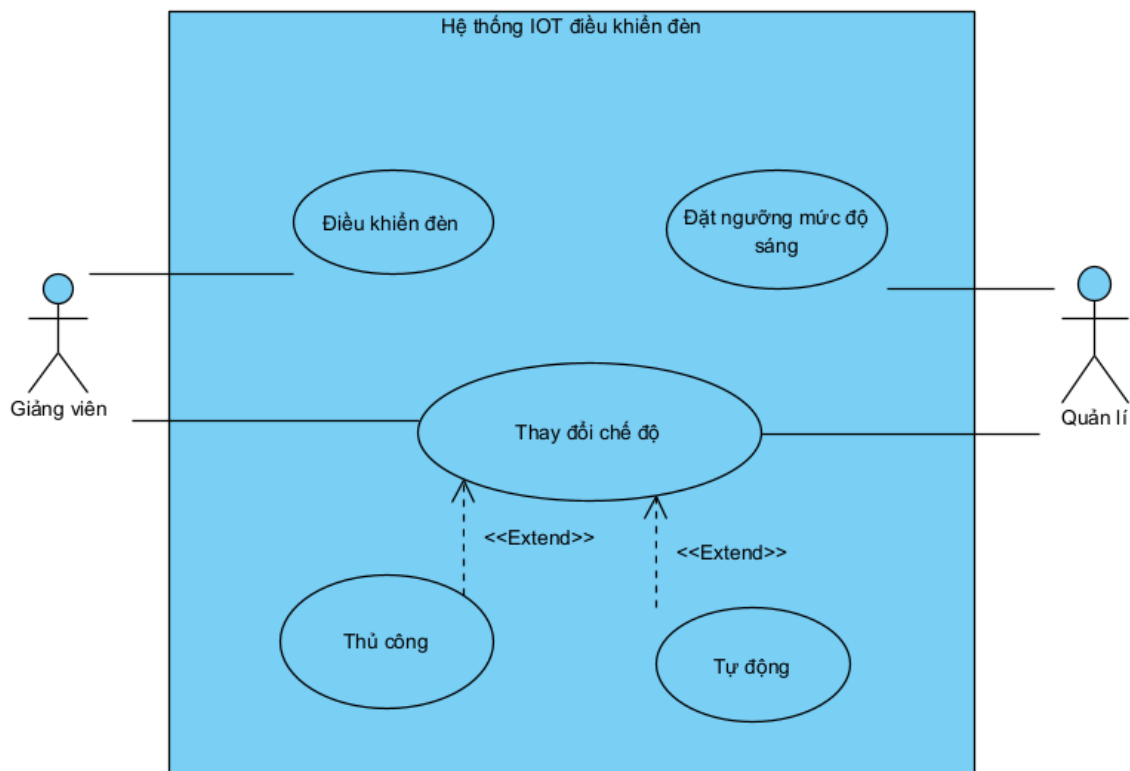 Hệ thống IOT điều khiển đèn
Điều khiển đèn
Đặt ngưỡng mức độ
sáng
Giảng viên
Quản lí
Thay đổi chế độ
<<Extend>>
<<Extend>>
Thủ công
Tự động